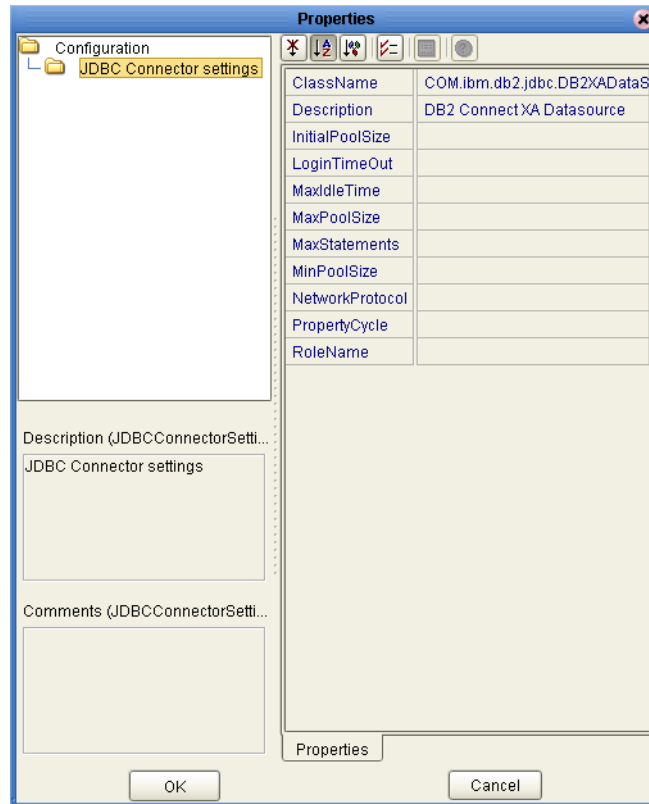 Properties
Configuration
JDBC Connector settings
ClassName COM.ibm.db2.jdbc.DB2XADataS
Description DB2 Connect XA Datasource
InitialPoolSize
LoginTimeOut
MaxIdleTime
MaxPoolSize
MaxStatements
MinPoolSize
NetworkProtocol
PropertyCycle
RoleName
Description (JDBCConnectorSetti...
JDBC Connector settings
Comments (JDBCConnectorSetti...
Properties
OK Cancel